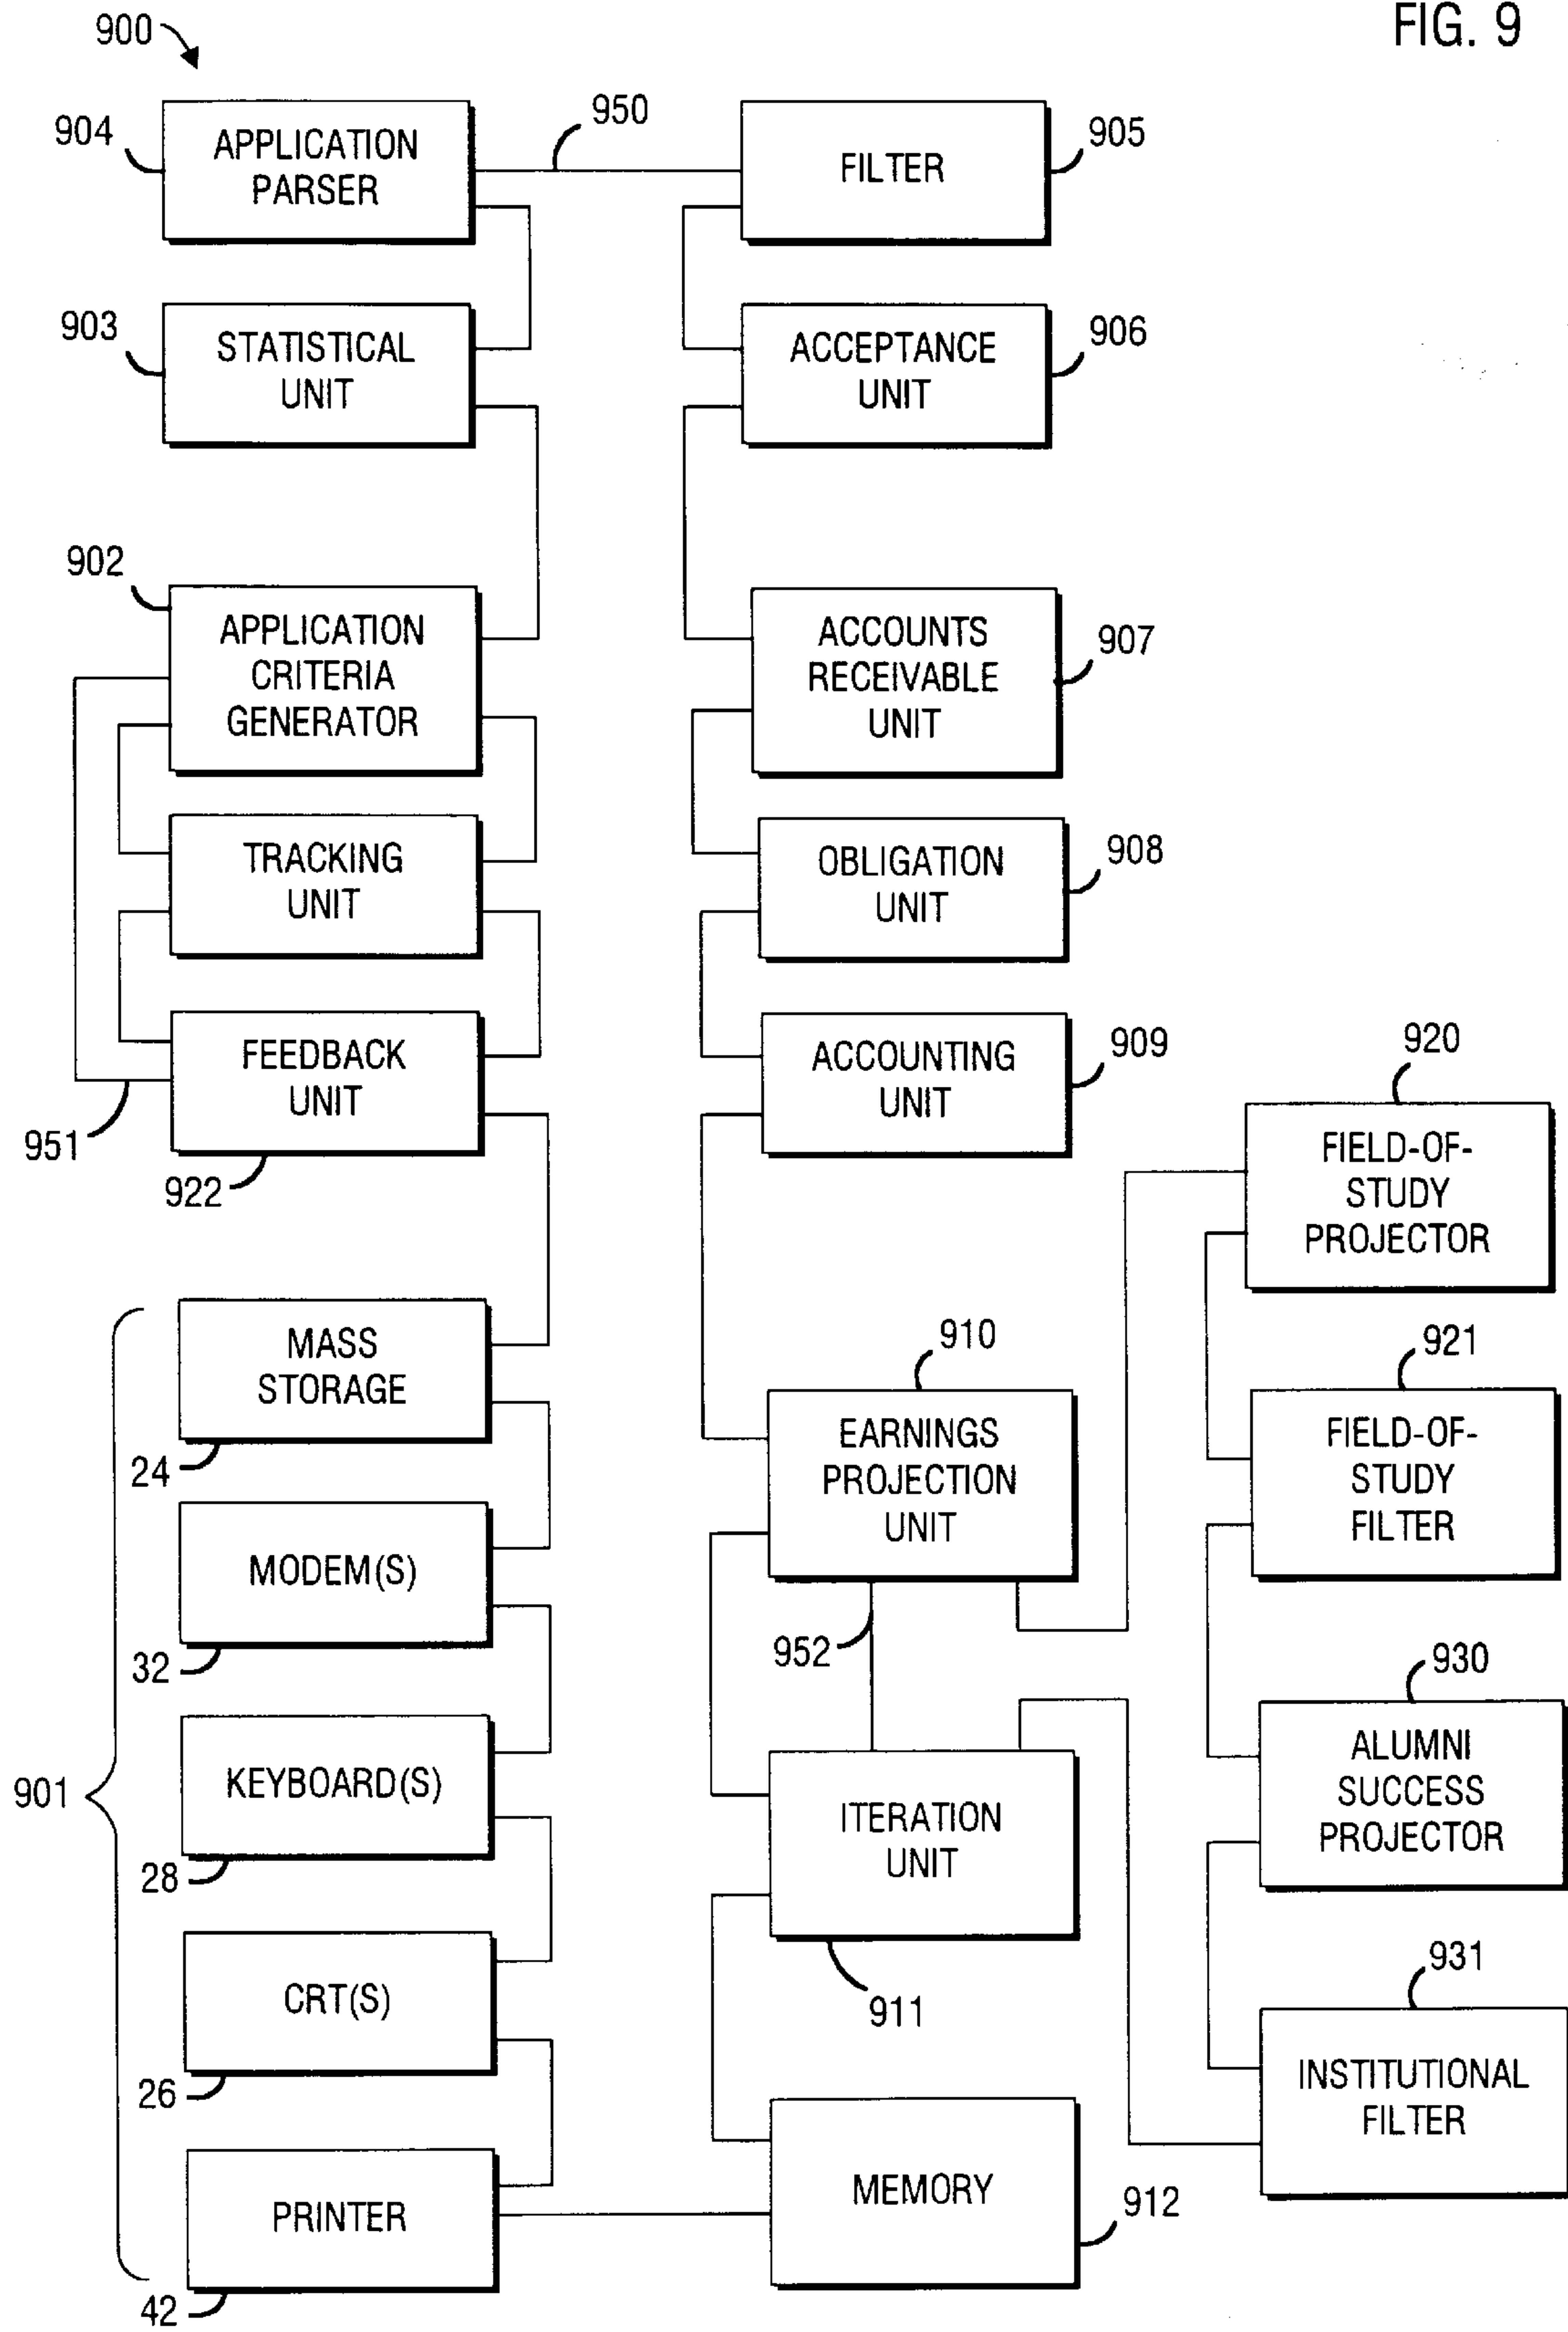 FIG. 9
900
904
APPLICATION
PARSER
950
FILTER
905
903
STATISTICAL
UNIT
ACCEPTANCE
UNIT
906
902
APPLICATION
CRITERIA
GENERATOR
ACCOUNTS
RECEIVABLE
UNIT
907
TRACKING
UNIT
OBLIGATION
UNIT
908
FEEDBACK
UNIT
951
922
ACCOUNTING
UNIT
909
920
FIELD-OF-
STUDY
PROJECTOR
901
MASS
STORAGE
24
910
EARNINGS
PROJECTION
UNIT
921
FIELD-OF-
STUDY
FILTER
MODEM(S)
32
952
930
ALUMNI
SUCCESS
PROJECTOR
KEYBOARD(S)
28
ITERATION
UNIT
911
CRT(S)
26
931
INSTITUTIONAL
FILTER
PRINTER
42
MEMORY
912